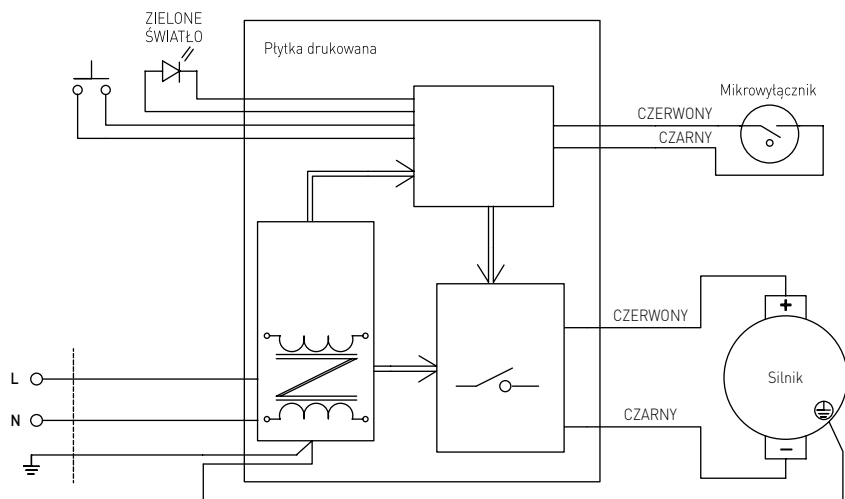 ZIELONE
ŚWIATŁO
Płytka drukowana
Mikrowyłącznik
CZERWONY
CZARNY
CZERWONY
+
Silnik
L
N
CZARNY
−